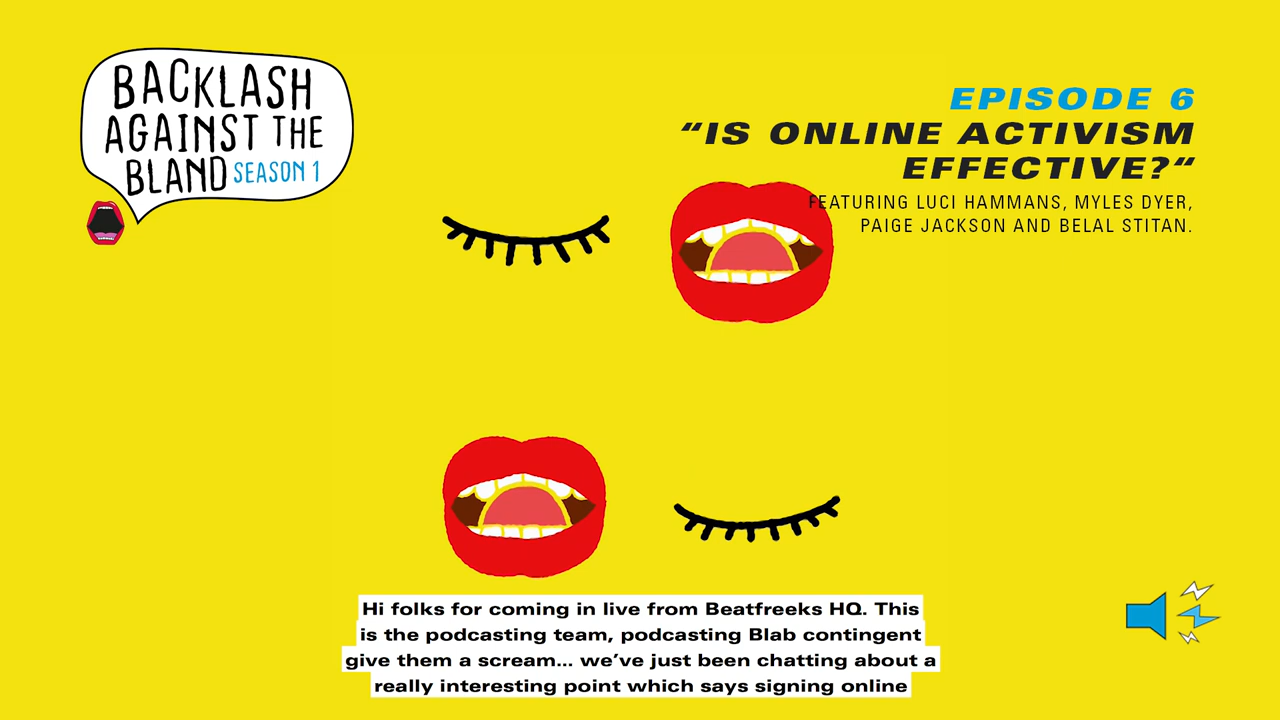 BACKLASH
AGAINST THE
BLAND SEASON 1
EPISODE 6
“IS ONLINE ACTIVISM
EFFECTIVE?“
FEATURING LUCI HAMMANS, MYLES DYER,
PAIGE JACKSON AND BELAL STITAN.
Hi folks for coming in live from Beatfreeks HQ. This
is the podcasting team, podcasting Blab contingent
give them a scream... we’ve just been chatting about a
really interesting point which says signing online